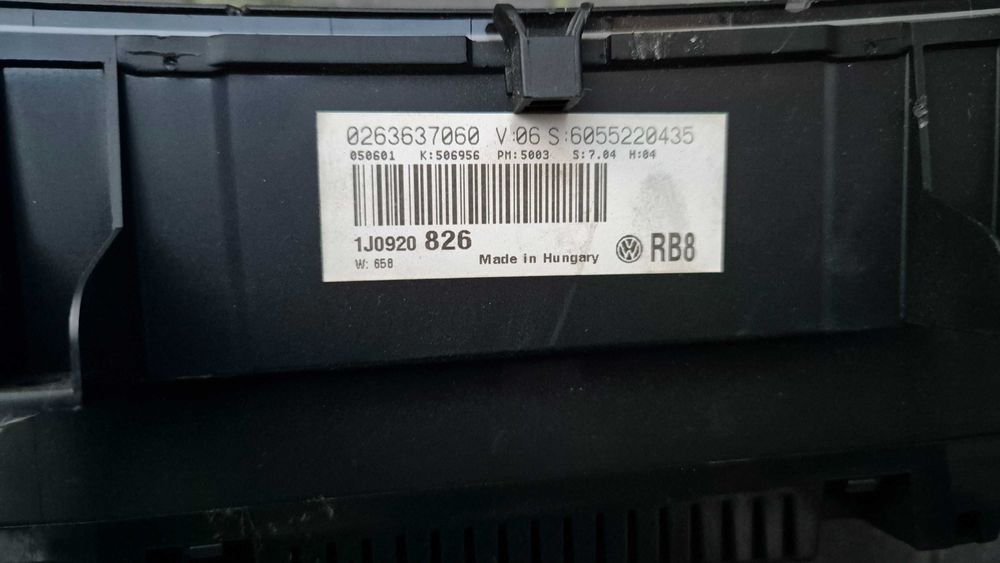 0263637060 V:06 S:6055220435
050601 K:506956 PM:5003 S:7.04 H:04
1J0920 826
W: 658
Made in Hungary
RB8